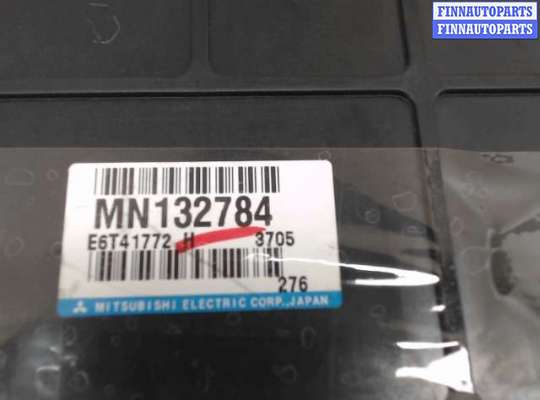 FINNAUTOPARTS
FINNAUTOPARTS
MN132784
E6T41772 H 3705
276
MITSUBISHI ELECTRIC CORP., JAPAN